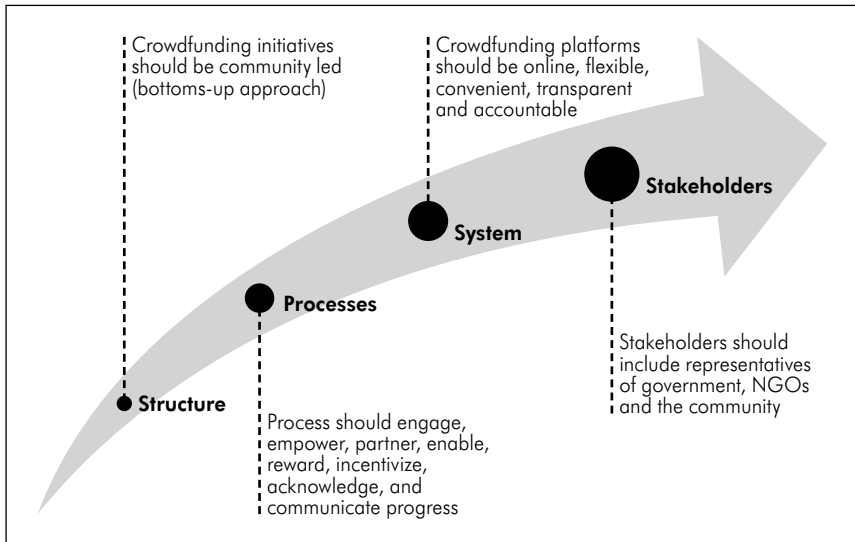 Crowdfunding initiatives
should be community led
(bottoms-up approach)
Crowdfunding platforms
should be online, flexible,
convenient, transparent
and accountable
Stakeholders
System
Processes
Structure
Stakeholders should
include representatives
of government, NGOs
and the community
Process should engage,
empower, partner, enable,
reward, incentivize,
acknowledge, and
communicate progress